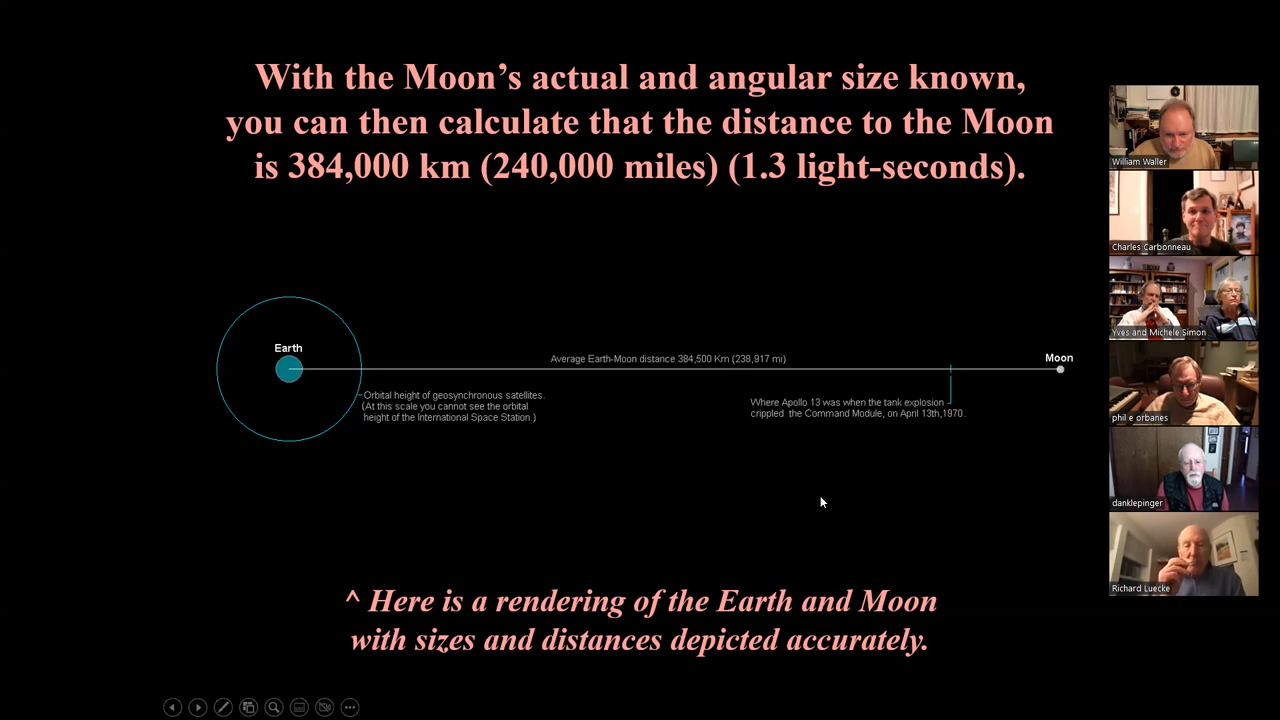 With the Moon’s actual and angular size known,
you can then calculate that the distance to the Moon
is 384,000 km (240,000 miles) (1.3 light-seconds).
Earth
Average Earth-Moon distance 384,500 Km (238,917 mi)
Moon
Orbital height of geosynchronous satellites.
(At this scale you cannot see the orbital
height of the International Space Station.)
Where Apollo 13 was when the tank explosion
crippled the Command Module, on April 13th,1970.
^ Here is a rendering of the Earth and Moon
with sizes and distances depicted accurately.
William Waller
Charles Carbonneau
Yves and Michele Simon
phil e orbanes
danklepinger
Richard Luecke